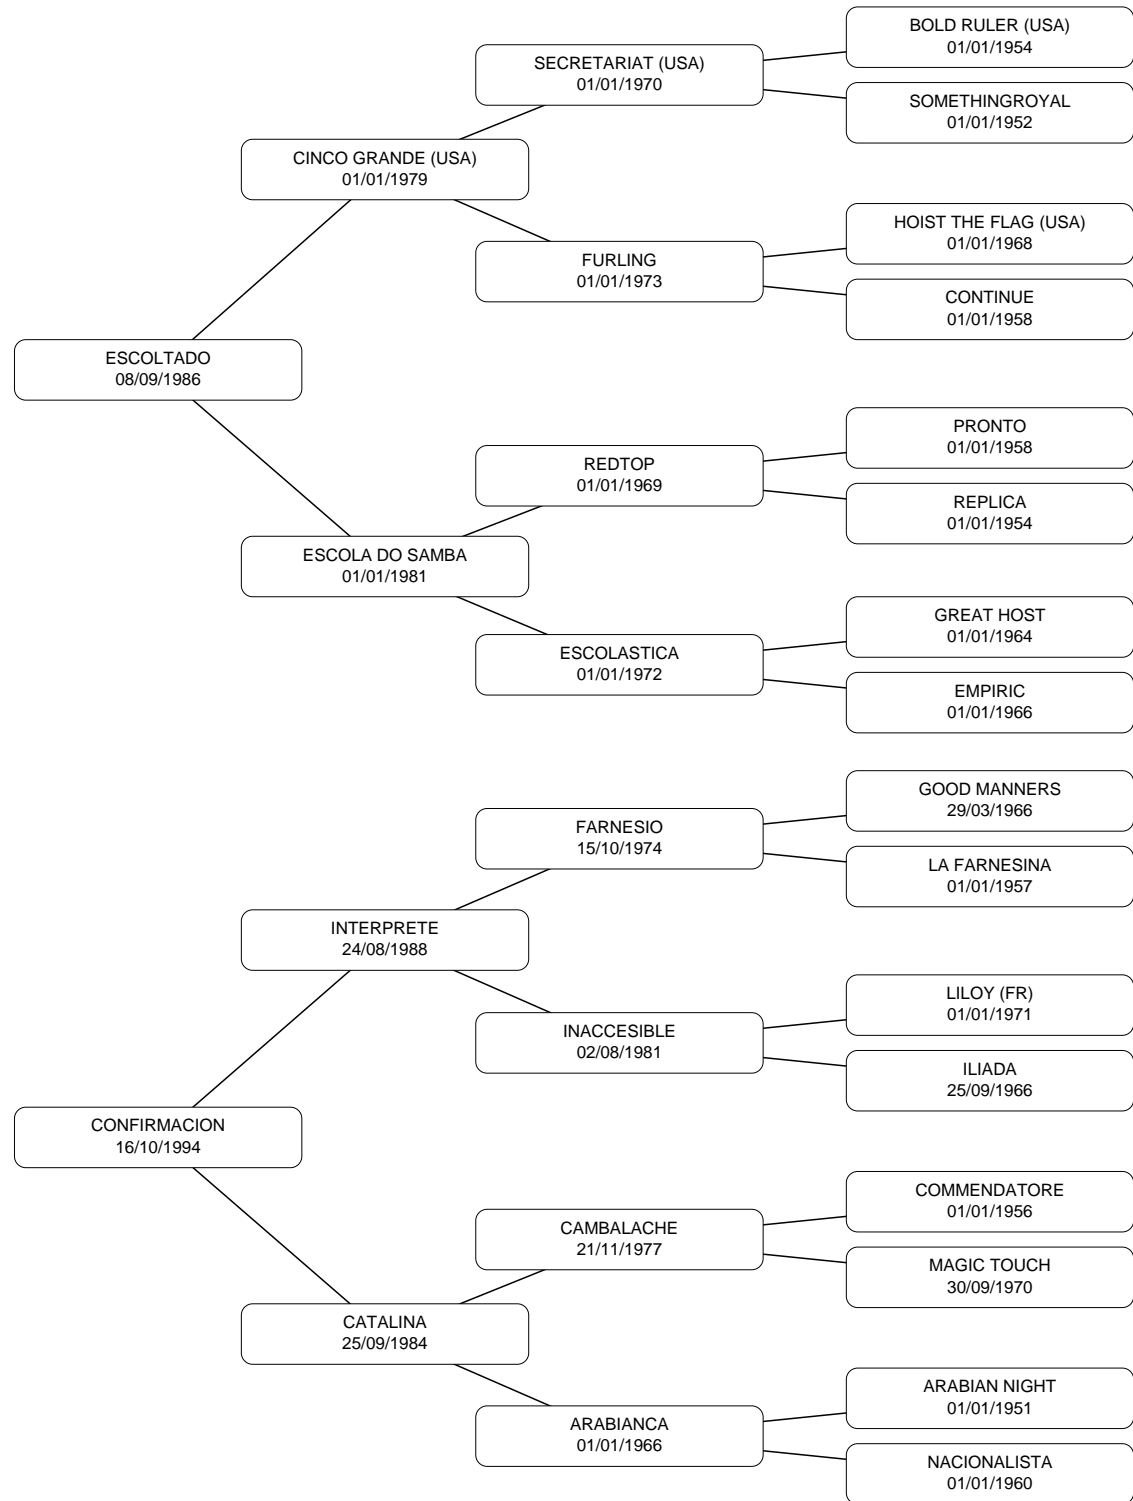 BOLD RULER (USA)
01/01/1954
SECRETARIAT (USA)
01/01/1970
SOMETHINGROYAL
01/01/1952
CINCO GRANDE (USA)
01/01/1979
HOIST THE FLAG (USA)
01/01/1968
FURLING
01/01/1973
CONTINUE
01/01/1958
ESCOLTADO
08/09/1986
PRONTO
01/01/1958
REDTOP
01/01/1969
REPLICA
01/01/1954
ESCOLA DO SAMBA
01/01/1981
GREAT HOST
01/01/1964
ESCOLASTICA
01/01/1972
EMPIRIC
01/01/1966
GOOD MANNERS
29/03/1966
FARNESIO
15/10/1974
LA FARNESINA
01/01/1957
INTERPRETE
24/08/1988
LILOY (FR)
01/01/1971
INACCESIBLE
02/08/1981
ILIADA
25/09/1966
CONFIRMACION
16/10/1994
COMMENDATORE
01/01/1956
CAMBALACHE
21/11/1977
MAGIC TOUCH
30/09/1970
CATALINA
25/09/1984
ARABIAN NIGHT
01/01/1951
ARABIANCA
01/01/1966
NACIONALISTA
01/01/1960